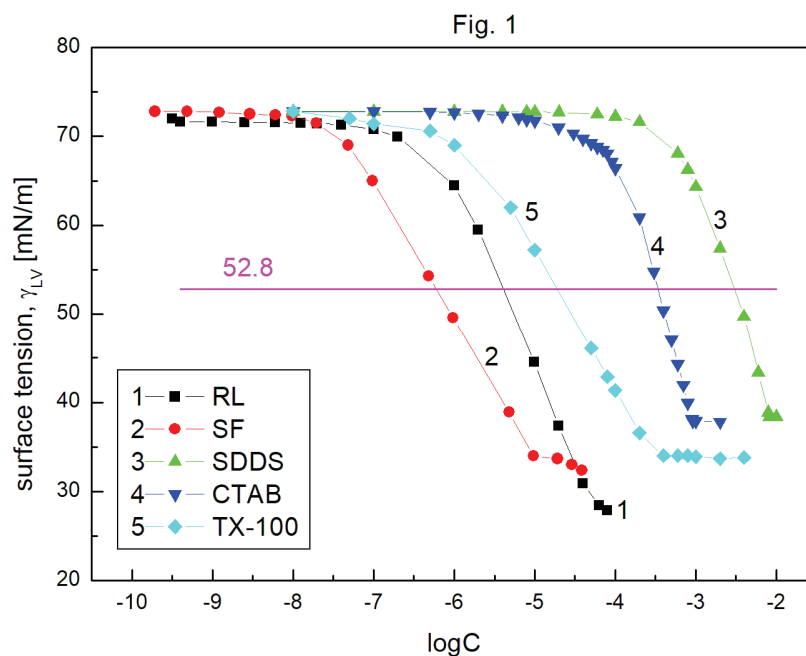 Fig. 1
80
70
60
50
40
30
20
surface tension, γLV [mN/m]
52.8
5
4
3
2
1
1 RL
2 SF
3 SDDS
4 CTAB
5 TX-100
-10 -9 -8 -7 -6 -5 -4 -3 -2
logC